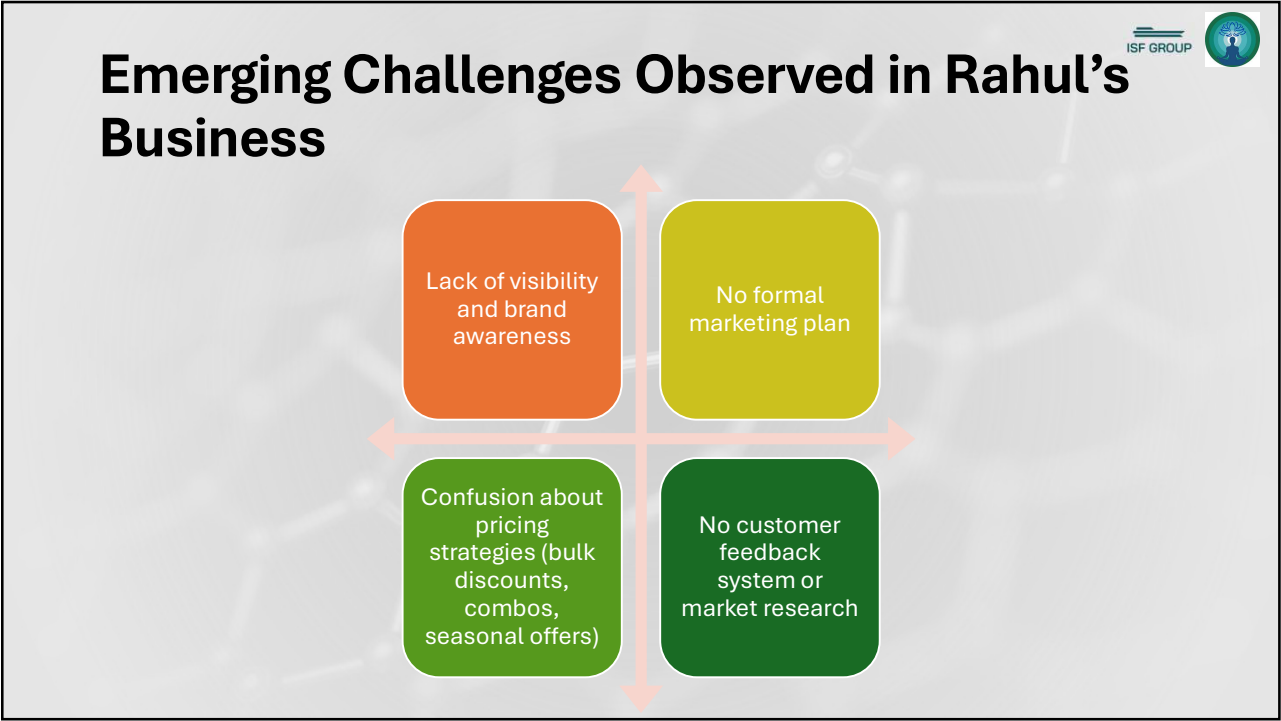 ISF GROUP
Emerging Challenges Observed in Rahul’s
Business
Lack of visibility
and brand
awareness
No formal
marketing plan
Confusion about
pricing
strategies (bulk
discounts,
combos,
seasonal offers)
No customer
feedback
system or
market research